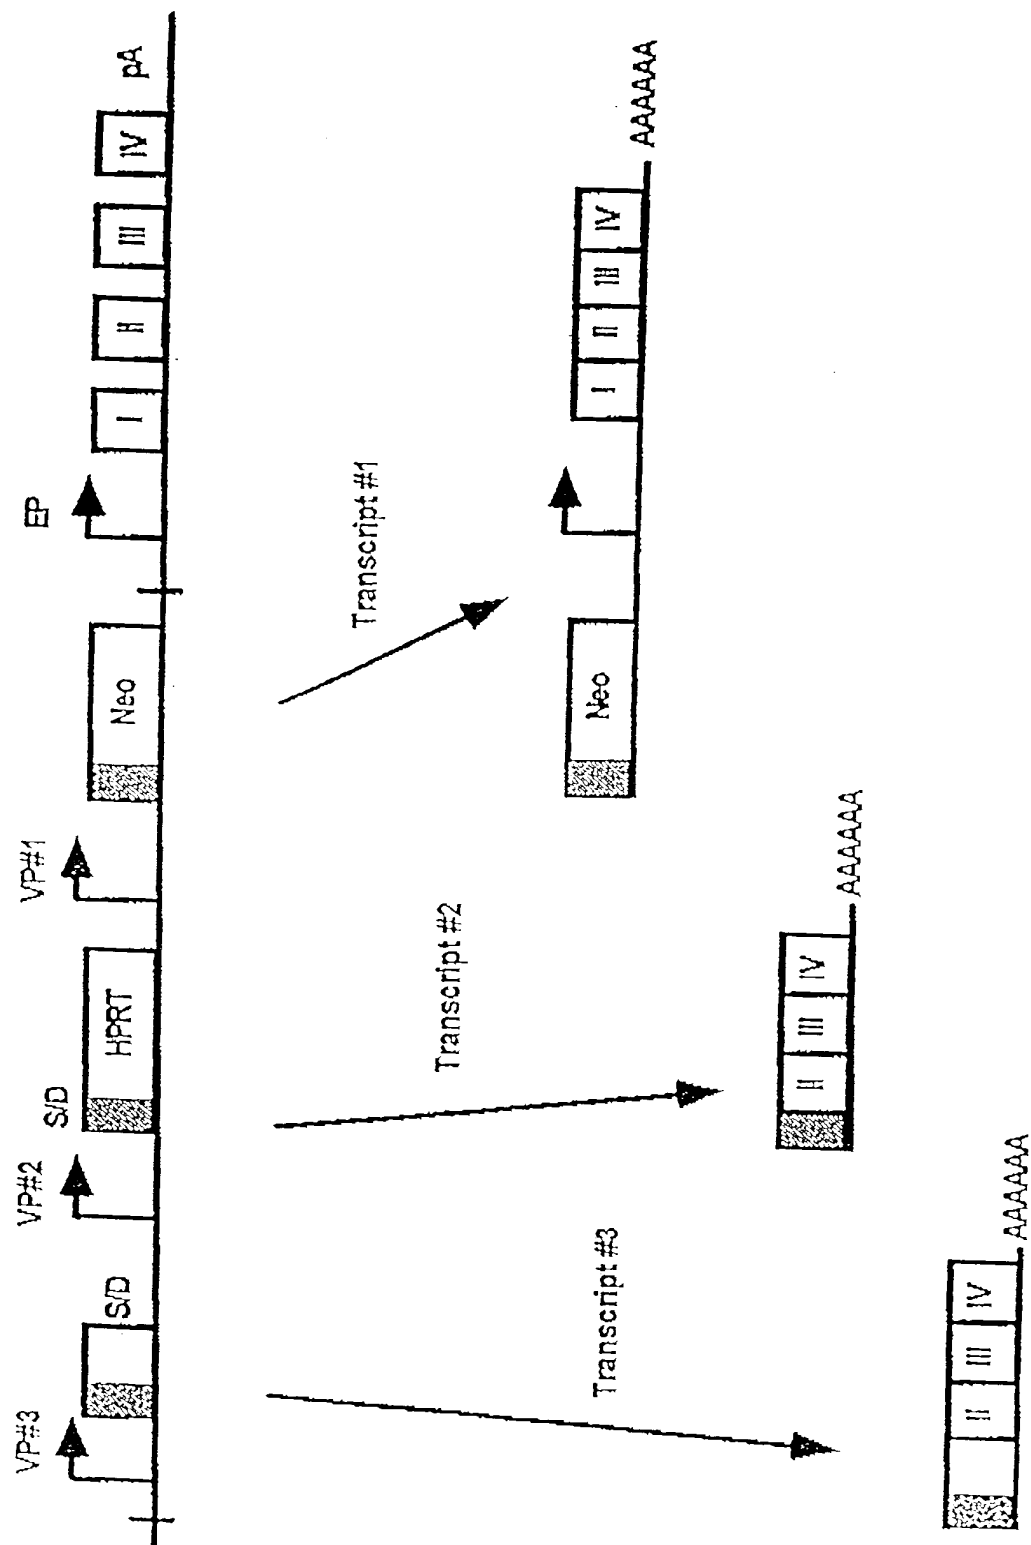 VP#3
S/D
VP#2
S/D
HPRT
VP#1
Neo
EP
I
II
III
IV
pA
Transcript #3
Transcript #2
Transcript #1
Neo
I
II
III
IV
AAAAAA
II
III
IV
AAAAAA
II
III
IV
AAAAAA